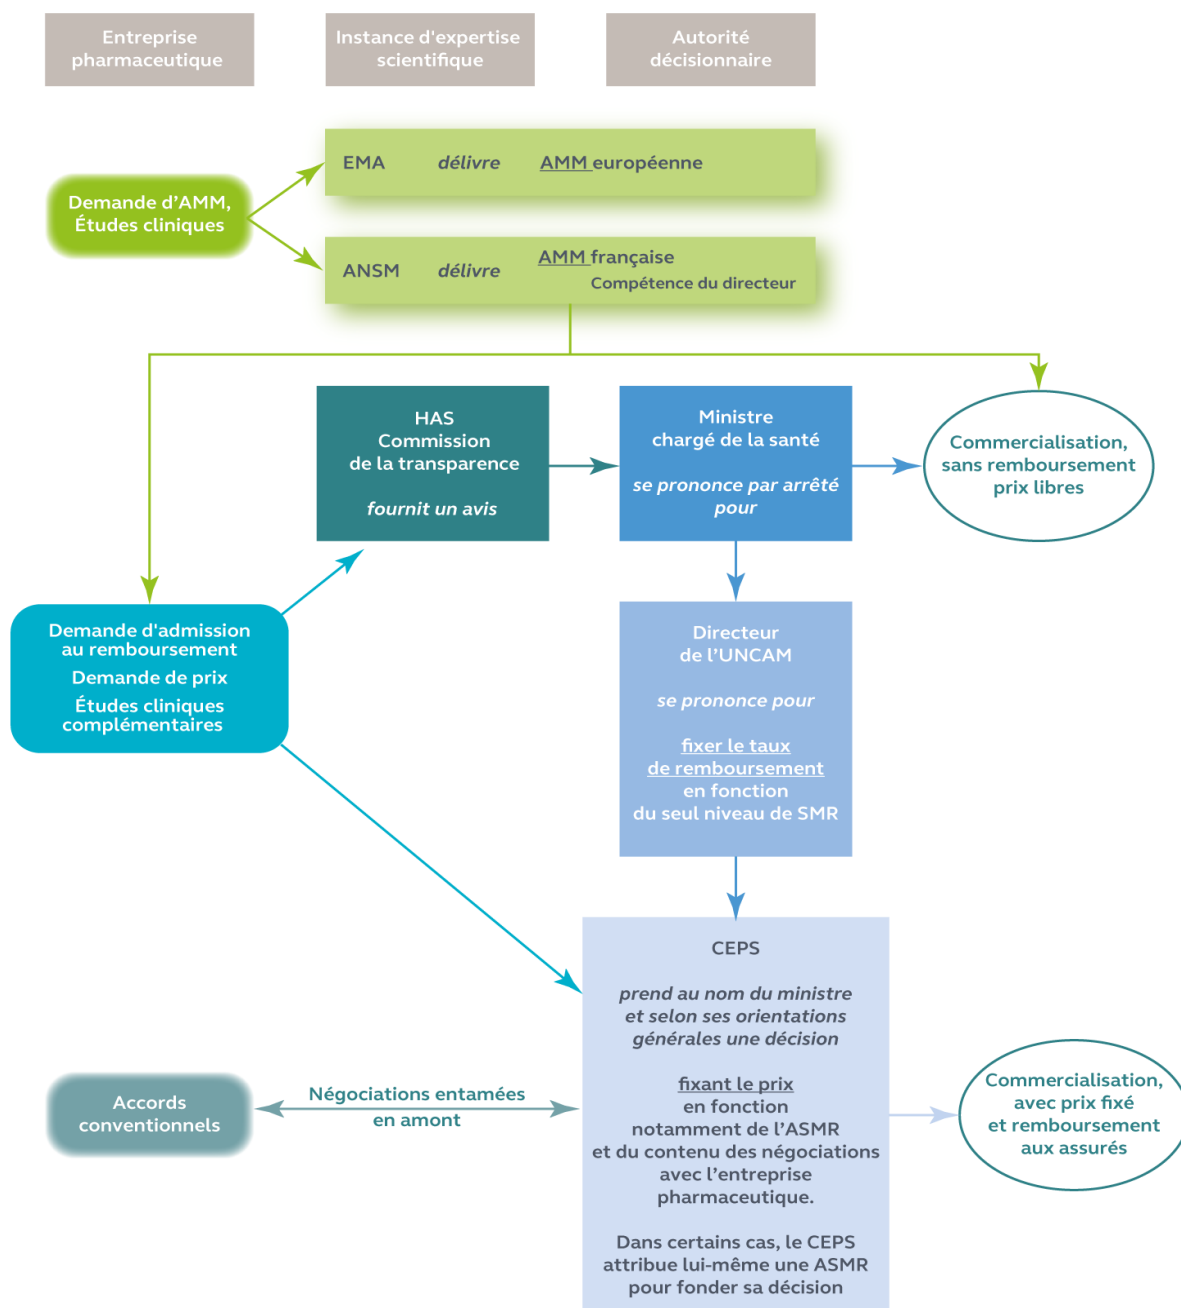 Entreprise
pharmaceutique
Instance d'expertise
scientifique
Autorité
décisionnaire
Demande d'AMM,
Études cliniques
EMA délivre AMM européenne
ANSM délivre AMM française
Compétence du directeur
HAS
Commission
de la transparence
fournit un avis
Ministre
chargé de la santé
se prononce par arrêté
pour
Commercialisation,
sans remboursement
prix libres
Demande d'admission
au remboursement
Demande de prix
Études cliniques
complémentaires
Directeur
de l'UNCAM
se prononce pour
fixer le taux
de remboursement
en fonction
du seul niveau de SMR
CEPS
prend au nom du ministre
et selon ses orientations
générales une décision
fixant le prix
en fonction
notamment de l'ASMR
et du contenu des négociations
avec l'entreprise
pharmaceutique.
Dans certains cas, le CEPS
attribue lui-même une ASMR
pour fonder sa décision
Accords
conventionnels
Négociations entamées
en amont
Commercialisation,
avec prix fixé
et remboursement
aux assurés